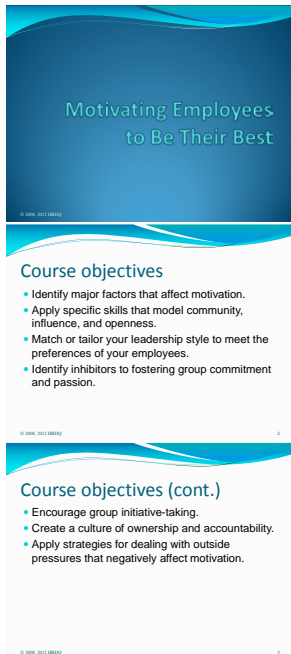 Motivating Employees
to Be Their Best
© 2008, 2012 HRDQ
Course objectives
• Identify major factors that affect motivation.
• Apply specific skills that model community,
influence, and openness.
• Match or tailor your leadership style to meet the
preferences of your employees.
• Identify inhibitors to fostering group commitment
and passion.
© 2008, 2012 HRDQ 2
Course objectives (cont.)
• Encourage group initiative-taking.
• Create a culture of ownership and accountability.
• Apply strategies for dealing with outside
pressures that negatively affect motivation.
© 2008, 2012 HRDQ 3